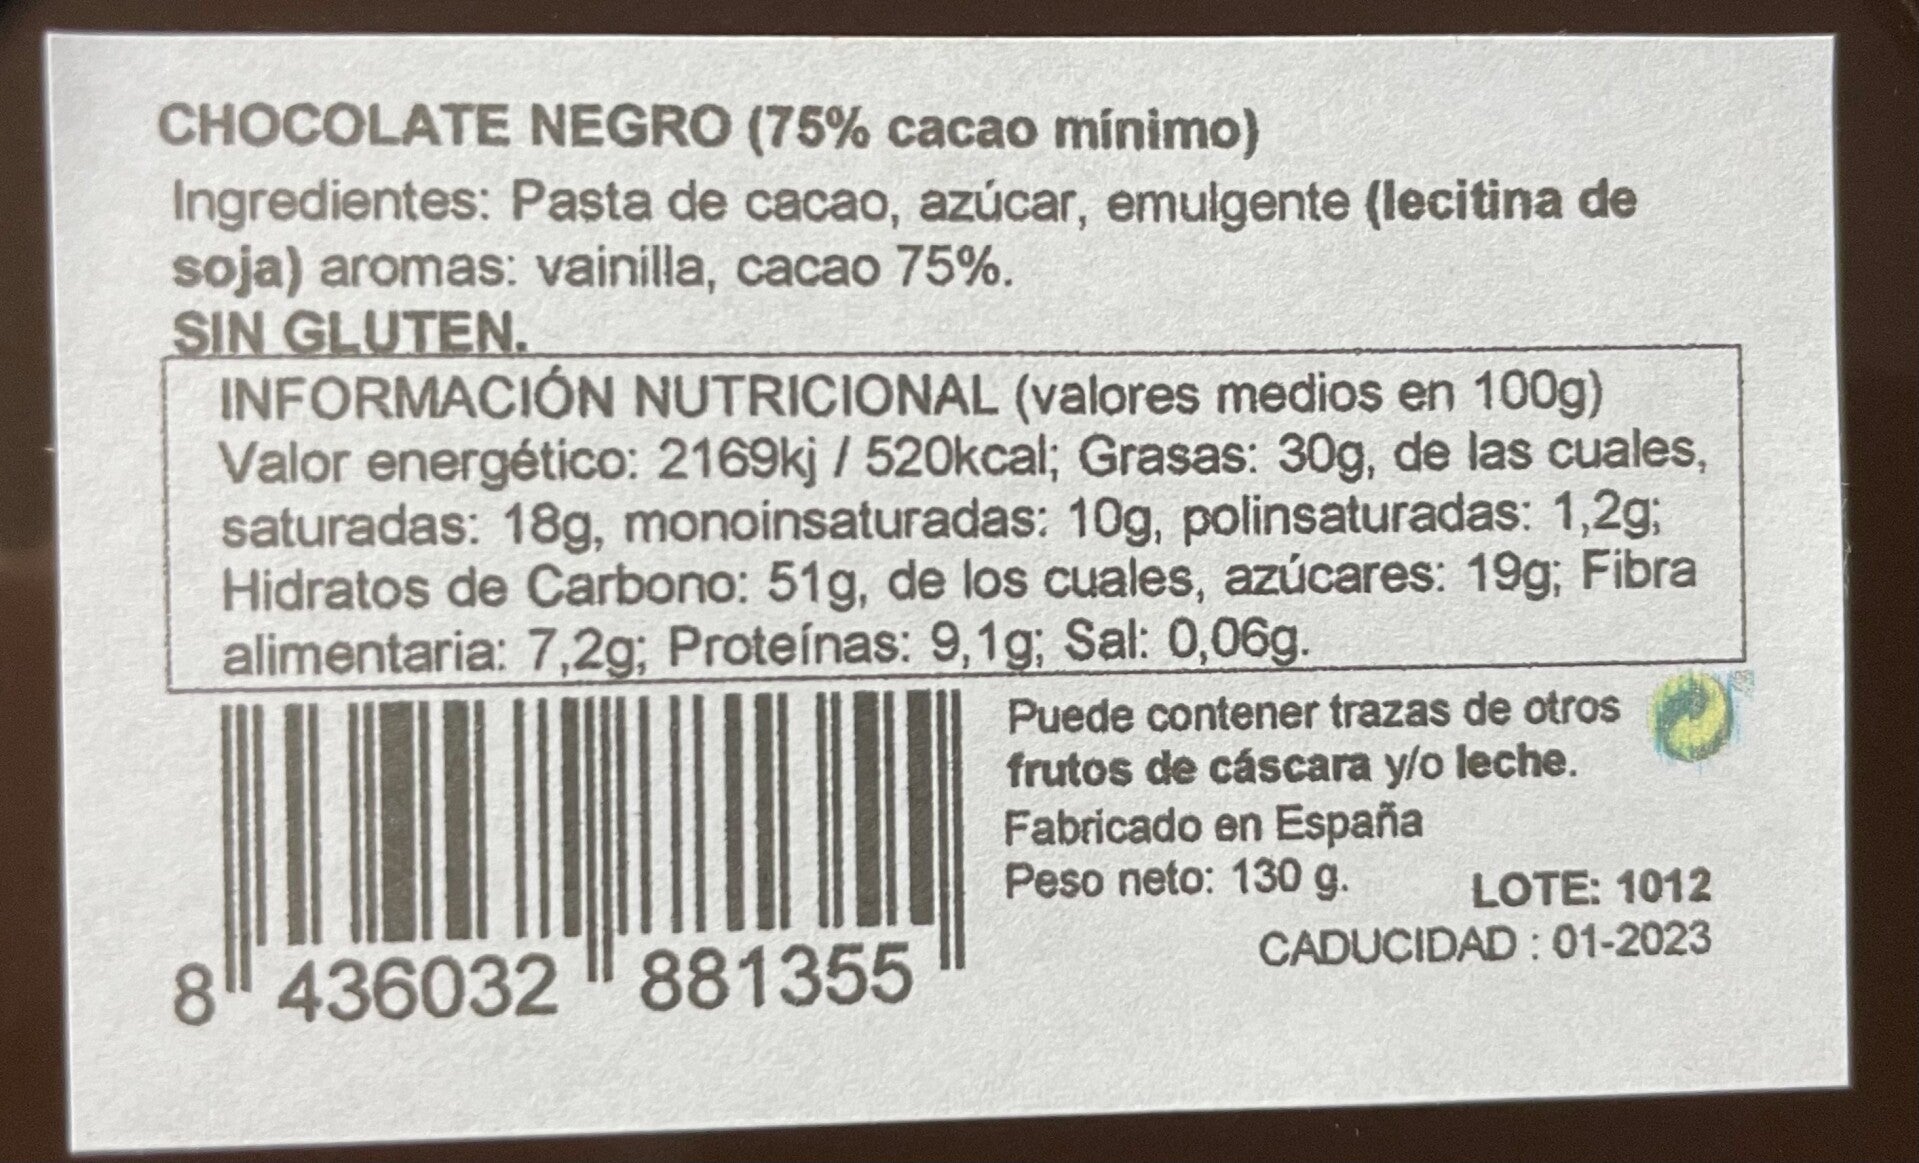 CHOCOLATE NEGRO (75% cacao mínimo)
Ingredientes: Pasta de cacao, azúcar, emulgente (lecitina de
soja) aromas: vainilla, cacao 75%.
SIN GLUTEN.
INFORMACIÓN NUTRICIONAL (valores medios en 100g)
Valor energético: 2169kj / 520kcal; Grasas: 30g, de las cuales,
saturadas: 18g, monoinsaturadas: 10g, polinsaturadas: 1,2g;
Hidratos de Carbono: 51g, de los cuales, azúcares: 19g; Fibra
alimentaria: 7,2g; Proteínas: 9,1g; Sal: 0,06g.
Puede contener trazas de otros
frutos de cáscara y/o leche.
Fabricado en España
Peso neto: 130 g.
LOTE: 1012
CADUCIDAD : 01-2023
8 436032 881355